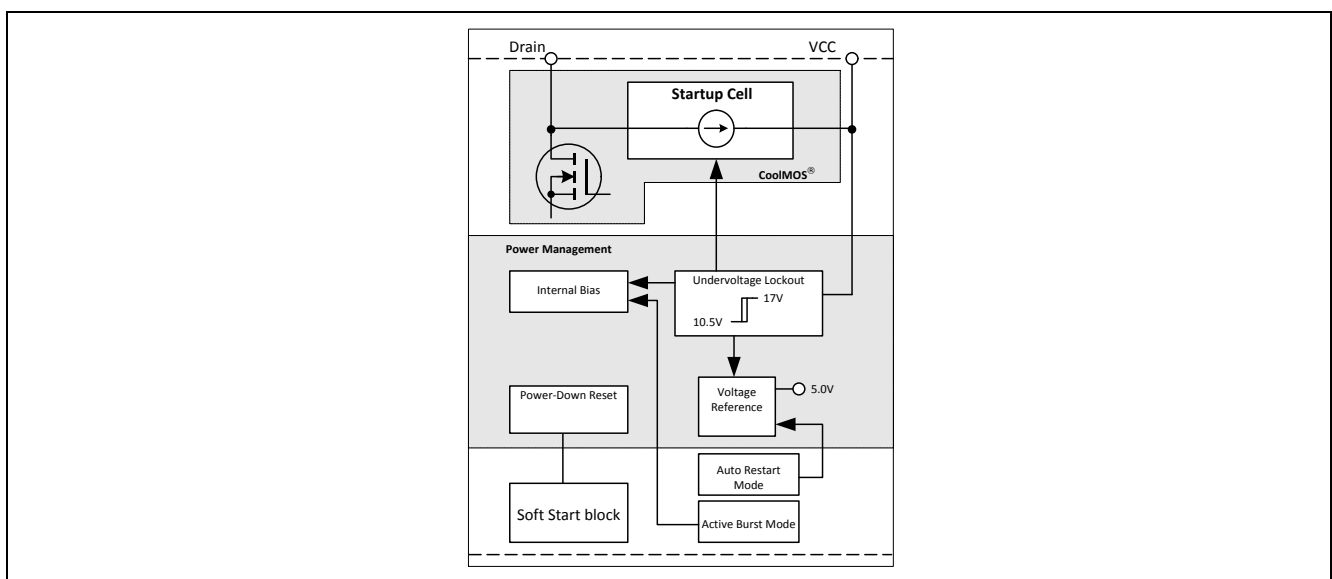 Drain VCC
Startup Cell
CoolMOS®
Power Management
Internal Bias
Undervoltage Lockout
17V
10.5V
Power-Down Reset
Voltage
Reference
5.0V
Auto Restart
Mode
Soft Start block
Active Burst Mode